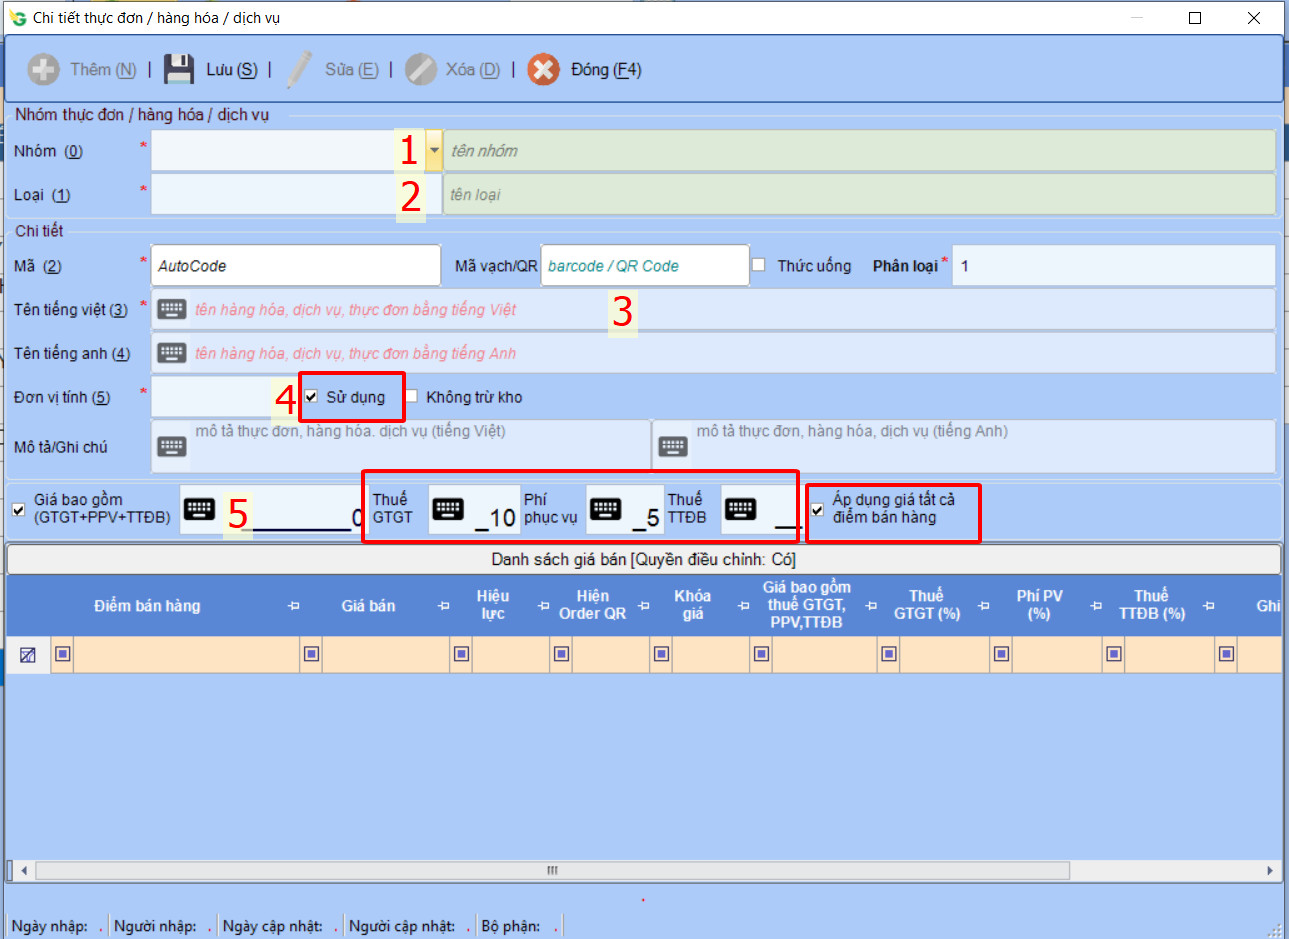 Chi tiết thực đơn / hàng hóa / dịch vụ
Thêm (N) | Lưu (S) | Sửa (E) | Xóa (D) | Đóng (F4)
Nhóm thực đơn / hàng hóa / dịch vụ
Nhóm (0) * 1 tên nhóm
Loại (1) * 2 tên loại
Chi tiết
Mã (2) * AutoCode Mã vạch/QR barcode / QR Code Thức uống Phân loại * 1
Tên tiếng việt (3) * tên hàng hóa, dịch vụ, thực đơn bằng tiếng Việt 3
Tên tiếng anh (4) tên hàng hóa, dịch vụ, thực đơn bằng tiếng Anh
Đơn vị tính (5) * 4 Sử dụng Không trừ kho
Mô tả/Ghi chú mô tả thực đơn, hàng hóa. dịch vụ (tiếng Việt) mô tả thực đơn, hàng hóa, dịch vụ (tiếng Anh)
Giá bao gồm
(GTGT+PPV+TTĐB) 5 ________0
Thuế
GTGT _10
Phí
phục vụ _5
Thuế
TTĐB __
Áp dụng giá tất cả
điểm bán hàng
Danh sách giá bán [Quyền điều chỉnh: Có]
Điểm bán hàng
Giá bán
Hiệu
lực
Hiện
Order QR
Khóa
giá
Giá bao gồm
thuế GTGT,
PPV,TTĐB
Thuế
GTGT (%)
Phí PV
(%)
Thuế
TTĐB (%)
Ghi
Ngày nhập: . Người nhập: . Ngày cập nhật: . Người cập nhật: . Bộ phận: .